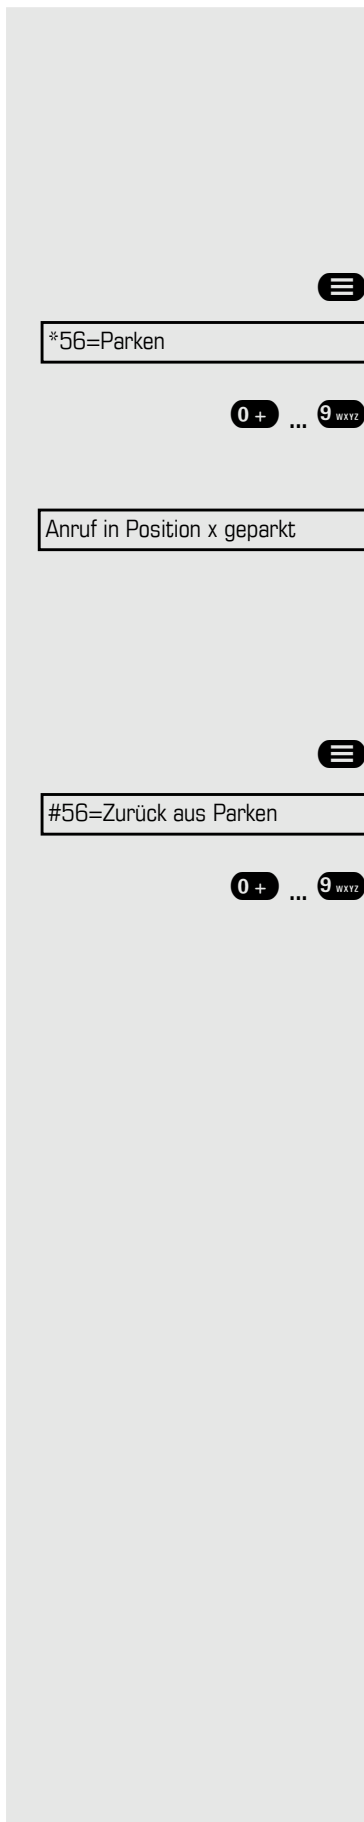 *56=Parken
0 + ... 9 WXYZ
Anruf in Position x geparkt
#56=Zurück aus Parken
0 + ... 9 WXYZ